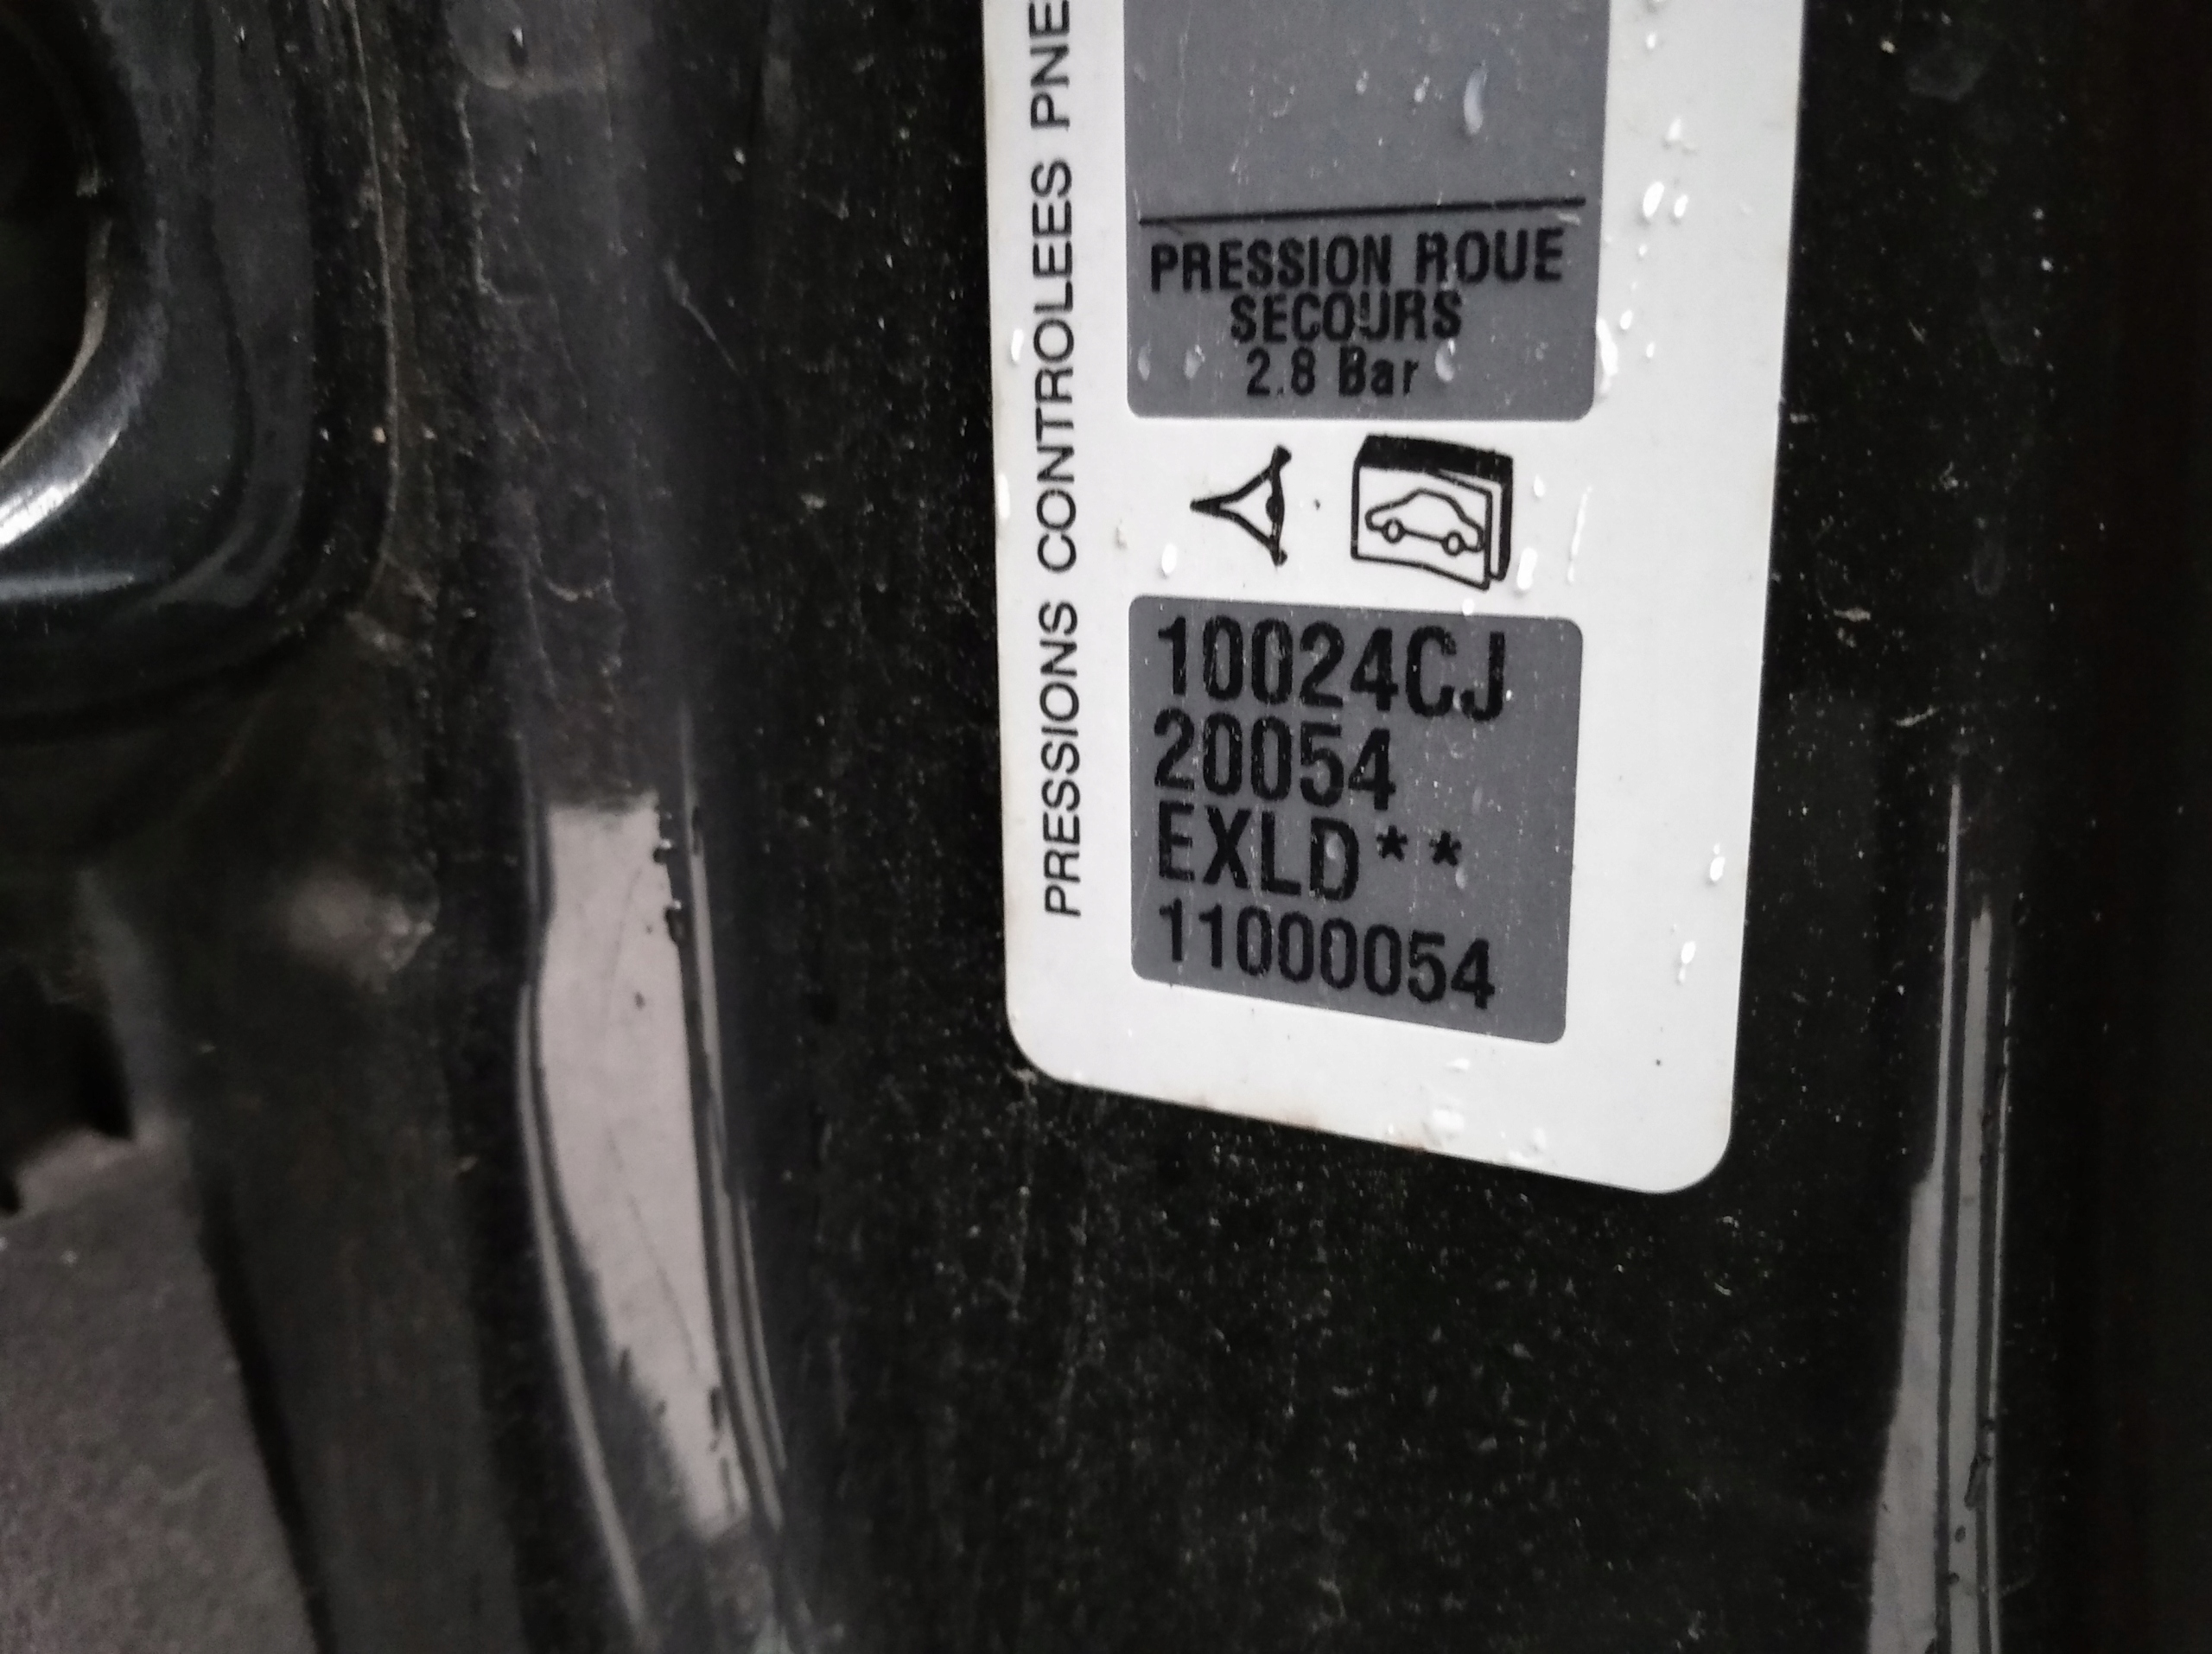 PRESSIONS CONTROLEES PNE
PRESSION ROUE
SECOURS
2.8 Bar
10024CJ
20054
EXLD**
11000054